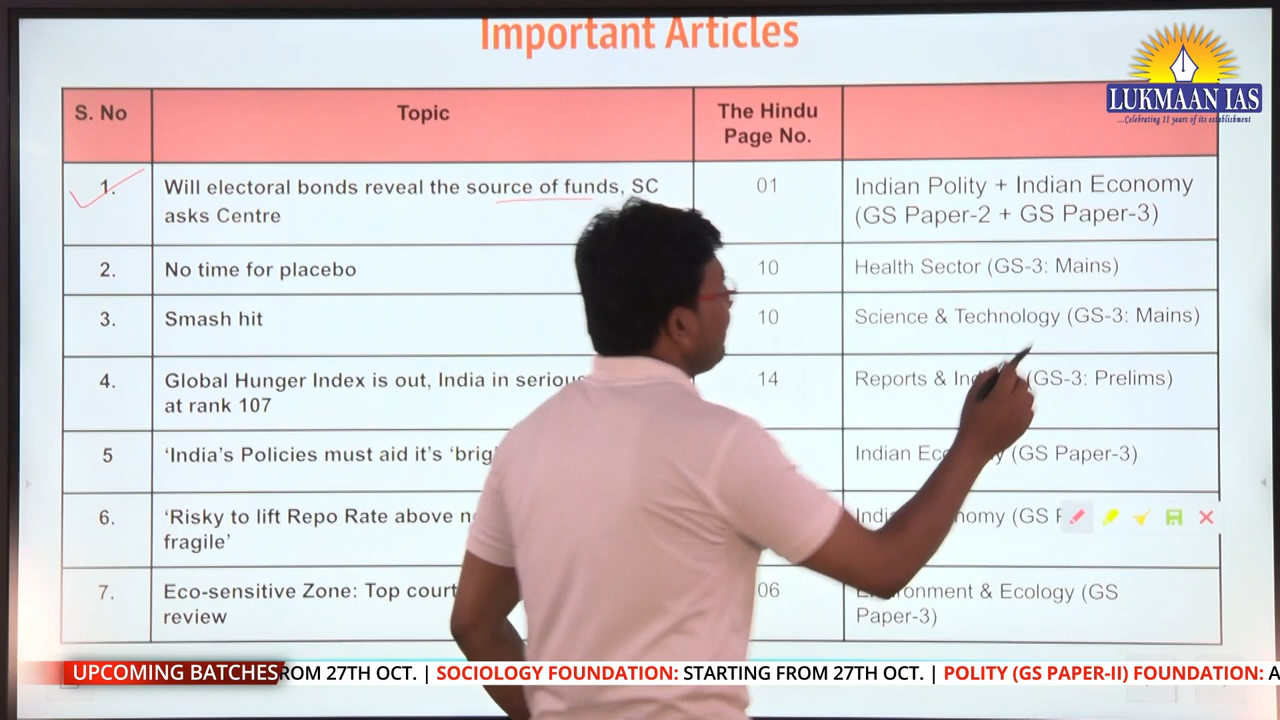 Important Articles
LUKMAAN IAS
...Celebrating 11 years of its establishment
S. No
Topic
The Hindu
Page No.
1.
Will electoral bonds reveal the source of funds, SC
asks Centre
01
Indian Polity + Indian Economy
(GS Paper-2 + GS Paper-3)
2.
No time for placebo
10
Health Sector (GS-3: Mains)
3.
Smash hit
10
Science & Technology (GS-3: Mains)
4.
Global Hunger Index is out, India in serious
at rank 107
14
Reports & (GS-3: Prelims)
5
‘India’s Policies must aid it’s
Indian (GS Paper-3)
6.
‘Risky to lift Repo Rate above
fragile’
(GS
7.
Eco-sensitive Zone: Top court
review
06
& Ecology (GS
Paper-3)
UPCOMING BATCHES
ROM 27TH OCT. | SOCIOLOGY FOUNDATION: STARTING FROM 27TH OCT. | POLITY (GS PAPER-II) FOUNDATION: A